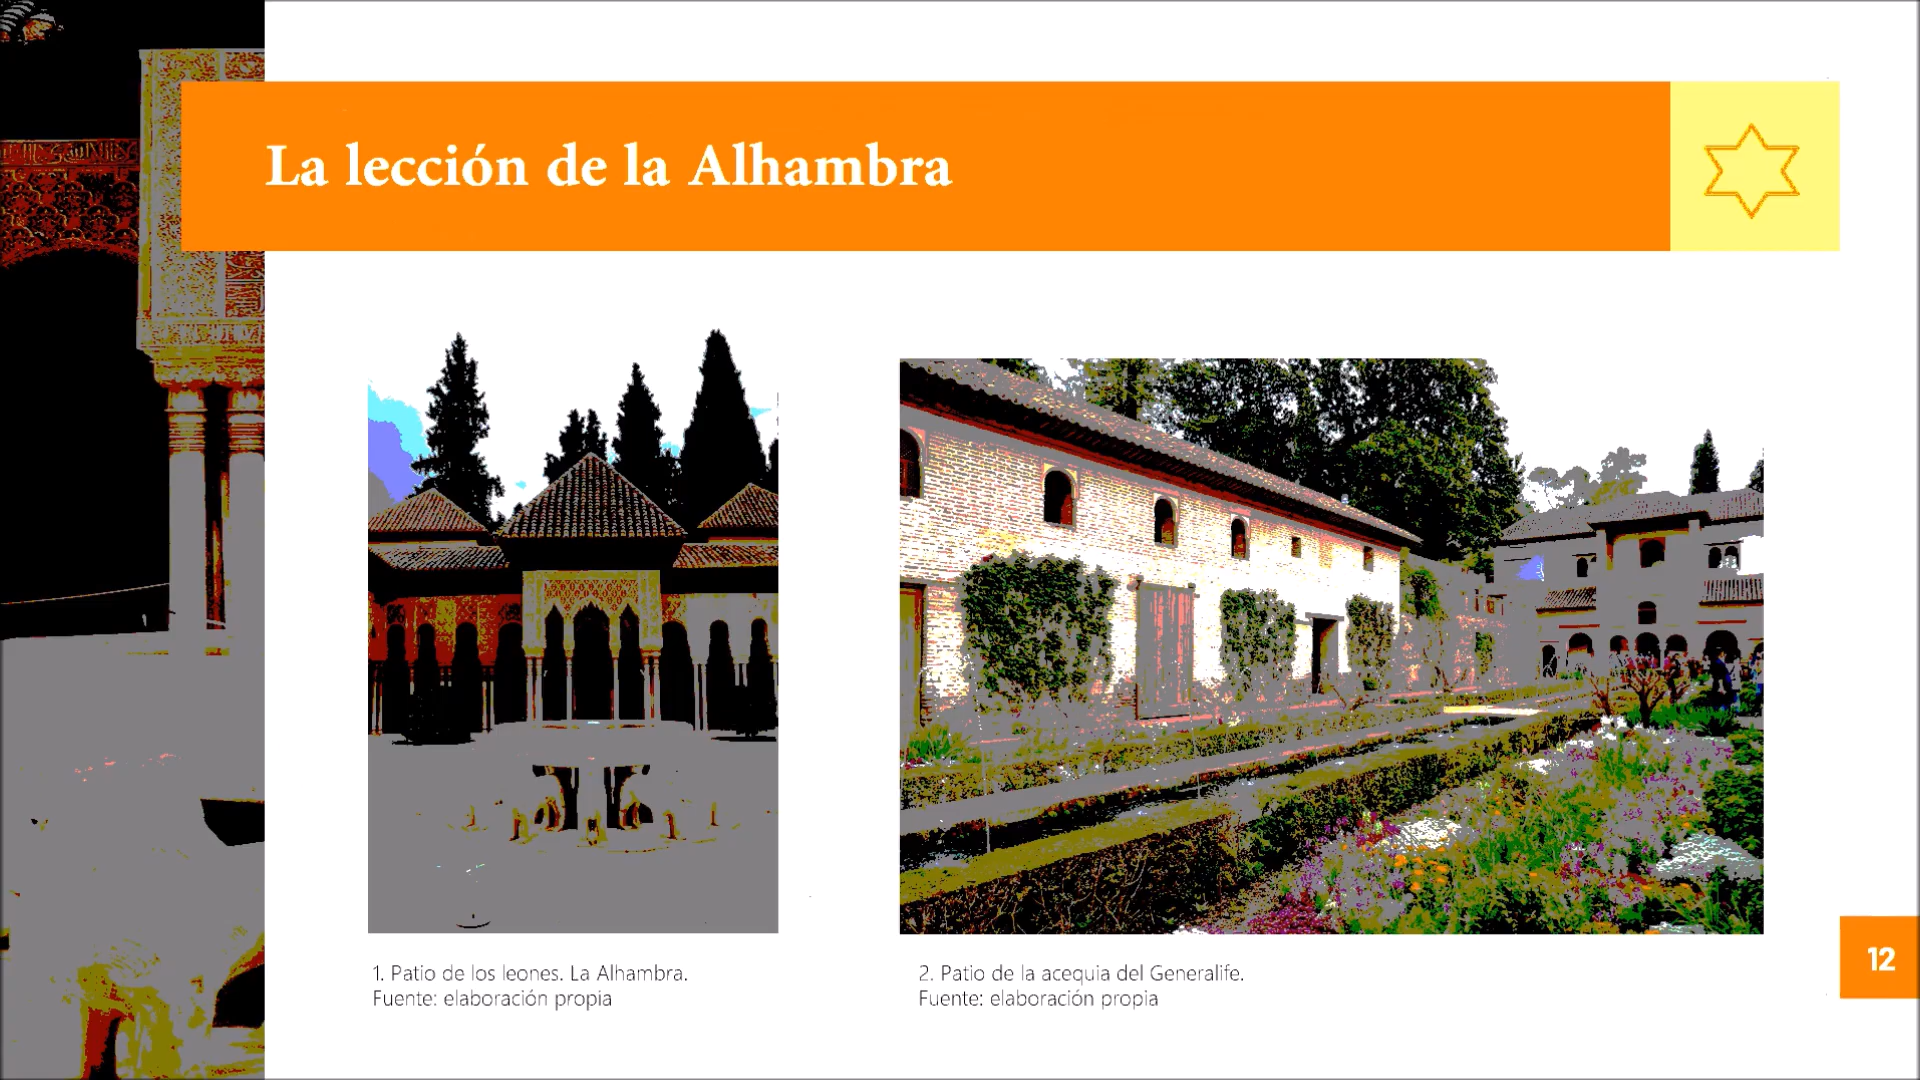 La lección de la Alhambra
1. Patio de los leones. La Alhambra.
Fuente: elaboración propia
2. Patio de la acequia del Generalife.
Fuente: elaboración propia
12